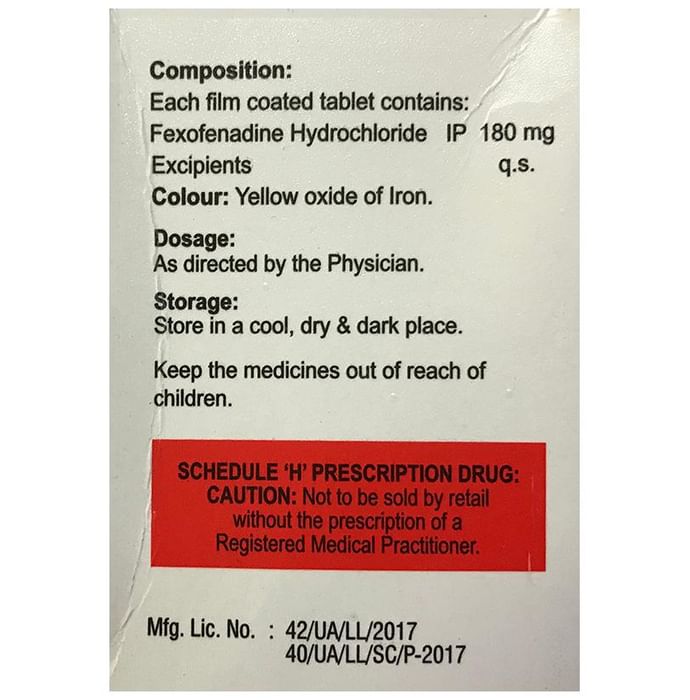 Composition:
Each film coated tablet contains:
Fexofenadine Hydrochloride IP 180 mg
Excipients q.s.
Colour: Yellow oxide of Iron.
Dosage:
As directed by the Physician.
Storage:
Store in a cool, dry & dark place.
Keep the medicines out of reach of
children.
SCHEDULE 'H' PRESCRIPTION DRUG:
CAUTION: Not to be sold by retail
without the prescription of a
Registered Medical Practitioner.
Mfg. Lic. No. : 42/UA/LL/2017
40/UA/LL/SC/P-2017